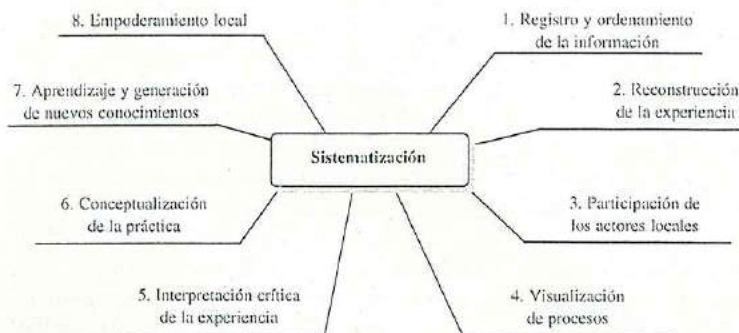 8. Empoderamiento local
1. Registro y ordenamiento
de la información
7. Aprendizaje y generación
de nuevos conocimientos
2. Reconstrucción
de la experiencia
Sistematización
6. Conceptualización
de la práctica
3. Participación de
los actores locales
5. Interpretación crítica
de la experiencia
4. Visualización
de procesos